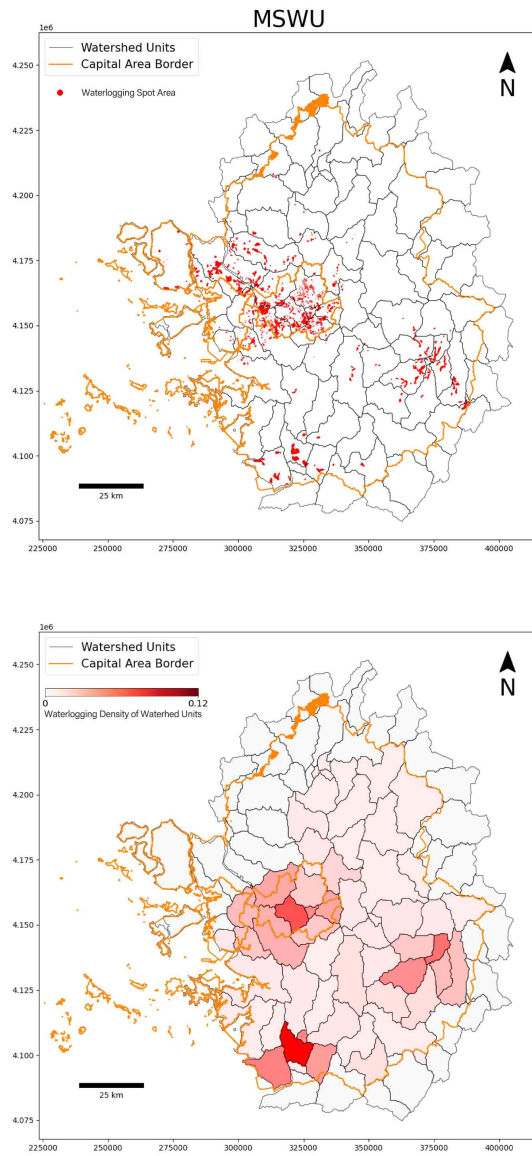 MSWU
1e6
Watershed Units
Capital Area Border
Waterlogging Spot Area
N
4.250
4.225
4.200
4.175
4.150
4.125
4.100
4.075
25 km
225000 250000 275000 300000 325000 350000 375000 400000
1e6
Watershed Units
Capital Area Border
0 0.12
Waterlogging Density of Waterhed Units
N
4.250
4.225
4.200
4.175
4.150
4.125
4.100
4.075
25 km
225000 250000 275000 300000 325000 350000 375000 400000